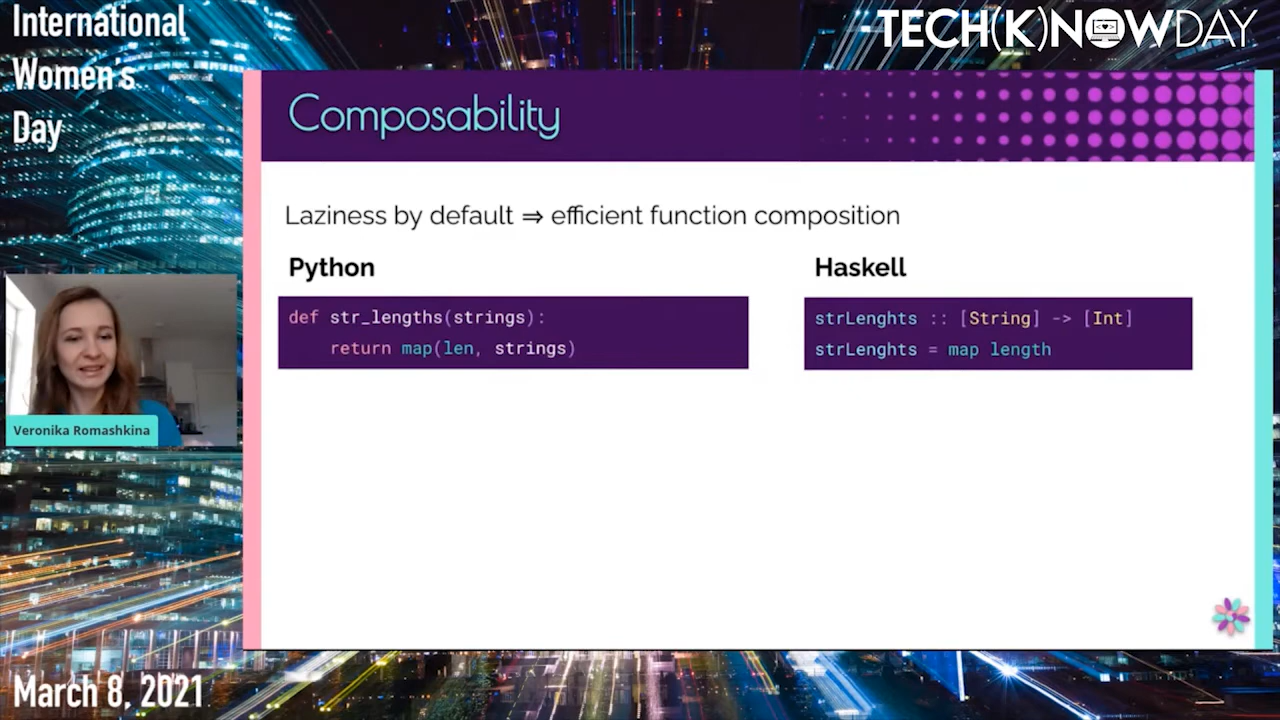 International
Women's
Day
TECH(K)NOWDAY
Composability
Laziness by default ⇒ efficient function composition
Python
def str_lengths(strings):
    return map(len, strings)
Haskell
strLenghts :: [String] -> [Int]
strLenghts = map length
Veronika Romashkina
March 8, 2021